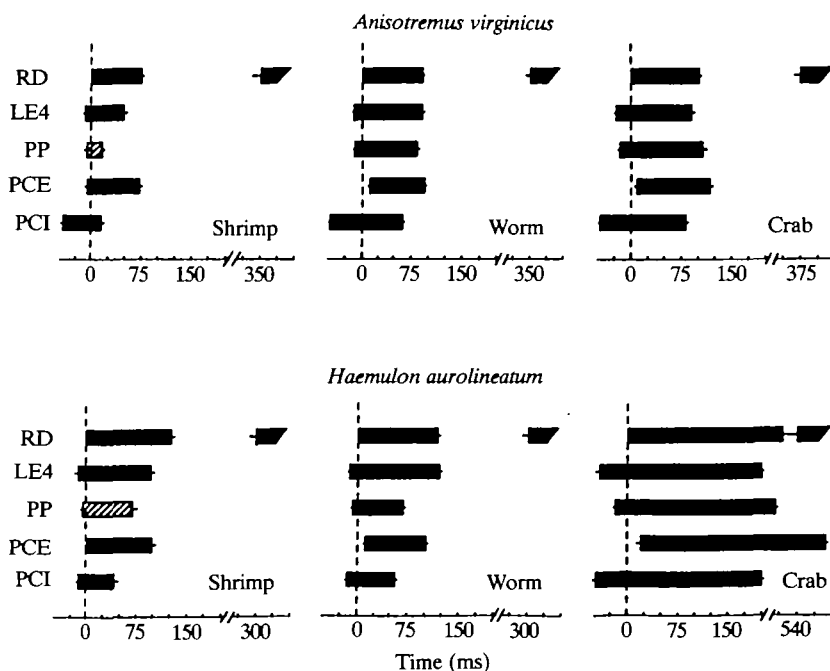 Anisotremus virginicus
RD
LE4
PP
PCE
PCI
Shrimp
Worm
Crab
0 75 150 350
0 75 150 350
0 75 150 375
Haemulon aurolineatum
RD
LE4
PP
PCE
PCI
Shrimp
Worm
Crab
0 75 150 300
0 75 150 300
0 75 150 540
Time (ms)